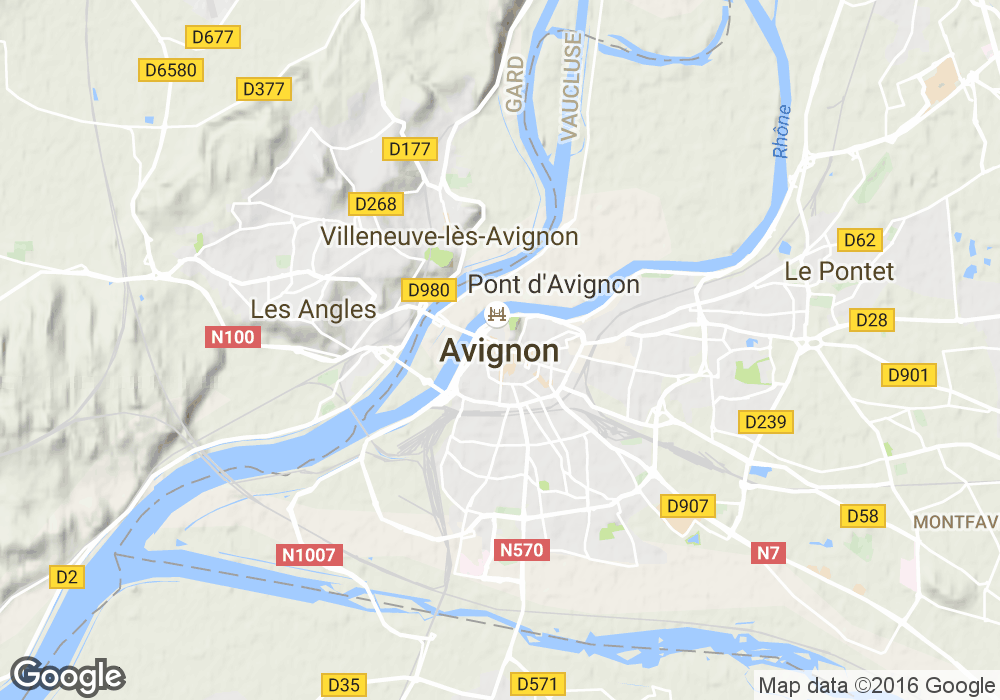 D677
D6580
D377
GARD
VAUCLUSE
Rhône
D177
D268
Villeneuve-lès-Avignon
D62
Le Pontet
D980
Pont d'Avignon
Les Angles
N100
D28
Avignon
D901
D239
D907
D58
MONTFAV
N1007
N570
N7
D2
Google
D35
D571
Map data ©2016 Google